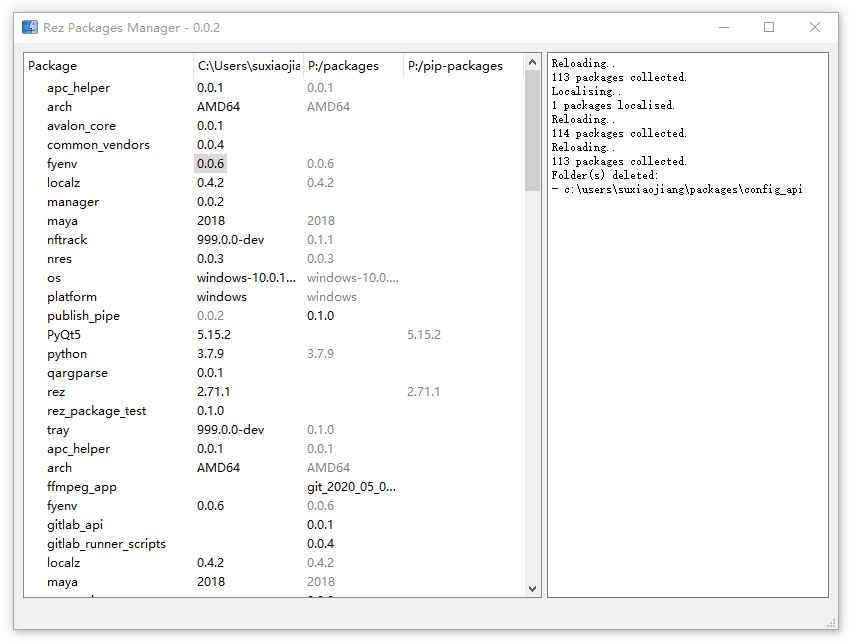 Rez Packages Manager - 0.0.2
Package C:\Users\suxiaojia P:/packages P:/pip-packages
apc_helper 0.0.1 0.0.1
arch AMD64 AMD64
avalon_core 0.0.1
common_vendors 0.0.4
fyenv 0.0.6 0.0.6
localz 0.4.2 0.4.2
manager 0.0.2
maya 2018 2018
nftrack 999.0.0-dev 0.1.1
nres 0.0.3 0.0.3
os windows-10.0.1... windows-10.0....
platform windows windows
publish_pipe 0.0.2 0.1.0
PyQt5 5.15.2 5.15.2
python 3.7.9 3.7.9
qargparse 0.0.1
rez 2.71.1 2.71.1
rez_package_test 0.1.0
tray 999.0.0-dev 0.1.0
apc_helper 0.0.1 0.0.1
arch AMD64 AMD64
ffmpeg_app git_2020_05_0...
fyenv 0.0.6 0.0.6
gitlab_api 0.0.1
gitlab_runner_scripts 0.0.4
localz 0.4.2 0.4.2
maya 2018 2018
Reloading..
113 packages collected.
Localising..
1 packages localised.
Reloading..
114 packages collected.
Reloading..
113 packages collected.
Folder(s) deleted:
- c:\users\suxiaojiang\packages\config_api